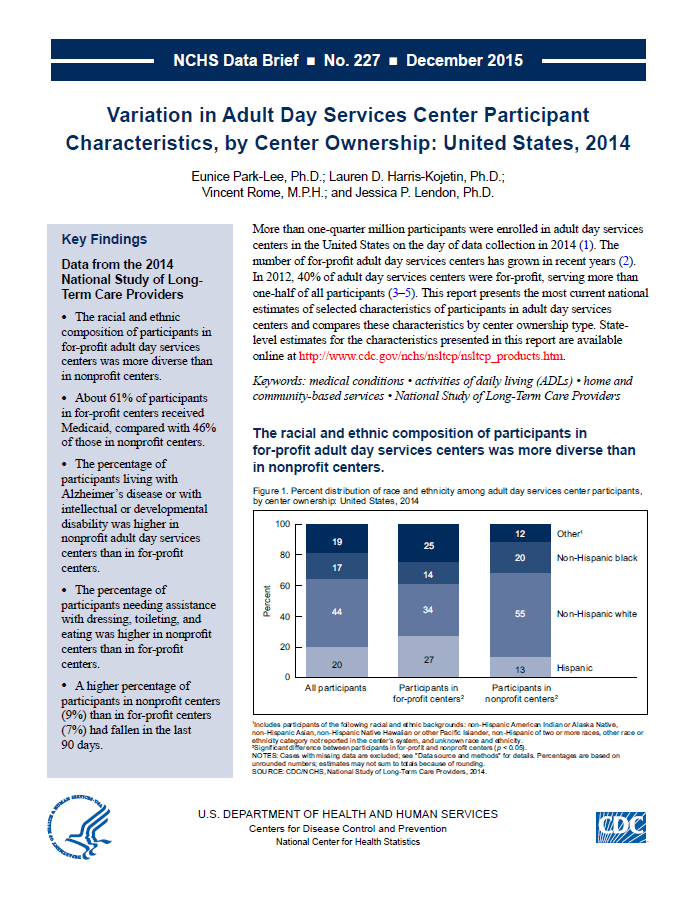 NCHS Data Brief ■ No. 227 ■ December 2015
Variation in Adult Day Services Center Participant
Characteristics, by Center Ownership: United States, 2014
Eunice Park-Lee, Ph.D.; Lauren D. Harris-Kojetin, Ph.D.;
Vincent Rome, M.P.H.; and Jessica P. Lendon, Ph.D.
Key Findings
Data from the 2014
National Study of Long-
Term Care Providers
• The racial and ethnic
composition of participants in
for-profit adult day services
centers was more diverse than
in nonprofit centers.
• About 61% of participants
in for-profit centers received
Medicaid, compared with 46%
of those in nonprofit centers.
• The percentage of
participants living with
Alzheimer's disease or with
intellectual or developmental
disability was higher in
nonprofit adult day services
centers than in for-profit
centers.
• The percentage of
participants needing assistance
with dressing, toileting, and
eating was higher in nonprofit
centers than in for-profit
centers.
• A higher percentage of
participants in nonprofit centers
(9%) than in for-profit centers
(7%) had fallen in the last
90 days.
More than one-quarter million participants were enrolled in adult day services
centers in the United States on the day of data collection in 2014 (1). The
number of for-profit adult day services centers has grown in recent years (2).
In 2012, 40% of adult day services centers were for-profit, serving more than
one-half of all participants (3–5). This report presents the most current national
estimates of selected characteristics of participants in adult day services
centers and compares these characteristics by center ownership type. State-
level estimates for the characteristics presented in this report are available
online at http://www.cdc.gov/nchs/nsltcp/nsltcp_products.htm.
Keywords: medical conditions • activities of daily living (ADLs) • home and
community-based services • National Study of Long-Term Care Providers
The racial and ethnic composition of participants in
for-profit adult day services centers was more diverse than
in nonprofit centers.
Figure 1. Percent distribution of race and ethnicity among adult day services center participants,
by center ownership: United States, 2014
Percent
100
80
60
40
20
0
19
17
44
20
25
14
34
27
12
20
55
13
Other¹
Non-Hispanic black
Non-Hispanic white
Hispanic
All participants
Participants in
for-profit centers²
Participants in
nonprofit centers²
¹Includes participants of the following racial and ethnic backgrounds: non-Hispanic American Indian or Alaska Native,
non-Hispanic Asian, non-Hispanic Native Hawaiian or other Pacific Islander, non-Hispanic of two or more races, other race or
ethnicity category not reported in the center's system, and unknown race and ethnicity.
²Significant difference between participants in for-profit and nonprofit centers (p < 0.05).
NOTES: Cases with missing data are excluded; see "Data source and methods" for details. Percentages are based on
unrounded numbers; estimates may not sum to totals because of rounding.
SOURCE: CDC/NCHS, National Study of Long-Term Care Providers, 2014.
U.S. DEPARTMENT OF HEALTH AND HUMAN SERVICES
Centers for Disease Control and Prevention
National Center for Health Statistics
CDC